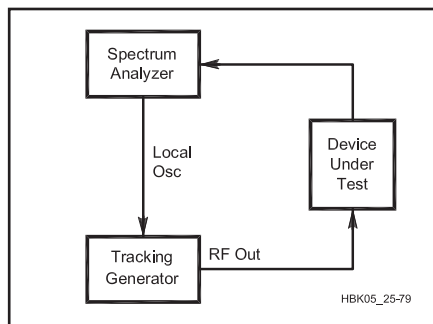 Spectrum
Analyzer
Local
Osc
Device
Under
Test
Tracking
Generator
RF Out
HBK05_25-79